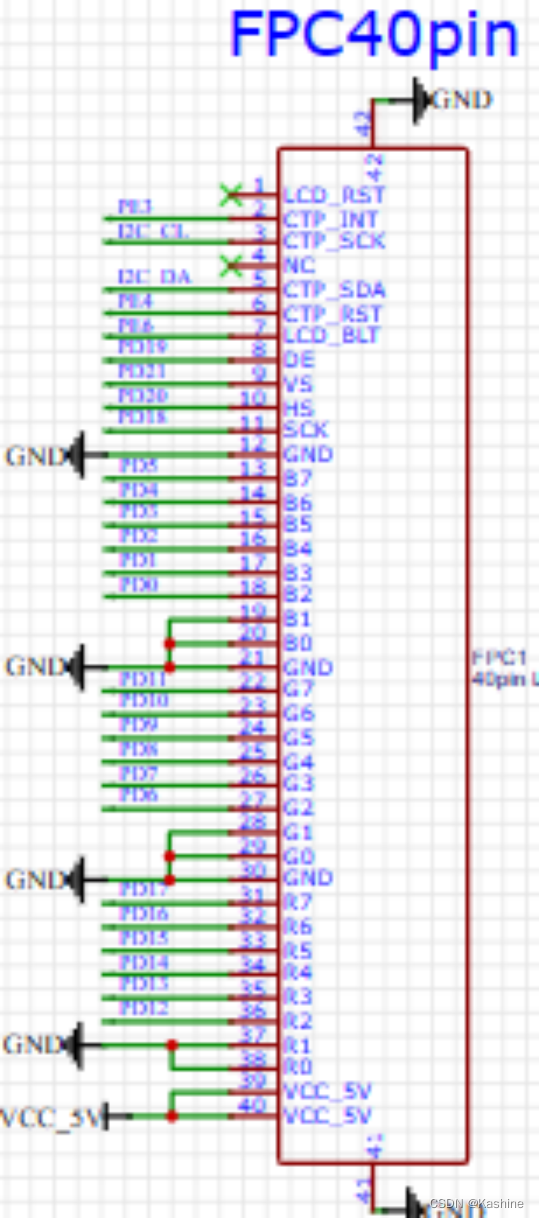 FPC40pin
GND
42
42
1 LCD_RST
PE3 2 CTP_INT
I2C_CL 3 CTP_SCK
4 NC
I2C_DA 5 CTP_SDA
PE4 6 CTP_RST
PE6 7 LCD_BLT
PD19 8 DE
PD21 9 VS
PD20 10 HS
PD18 11 SCK
GND 12 GND
PD5 13 B7
PD4 14 B6
PD3 15 B5
PD2 16 B4
PD1 17 B3
PD0 18 B2
19 B1
20 B0
GND 21 GND
PD11 22 G7
PD10 23 G6
PD9 24 G5
PD8 25 G4
PD7 26 G3
PD6 27 G2
28 G1
29 G0
GND 30 GND
PD17 31 R7
PD16 32 R6
PD15 33 R5
PD14 34 R4
PD13 35 R3
PD12 36 R2
GND 37 R1
38 R0
39 VCC_5V
VCC_5V 40 VCC_5V
FPC1
40pin
41
41
GND
CSDN @Kashine